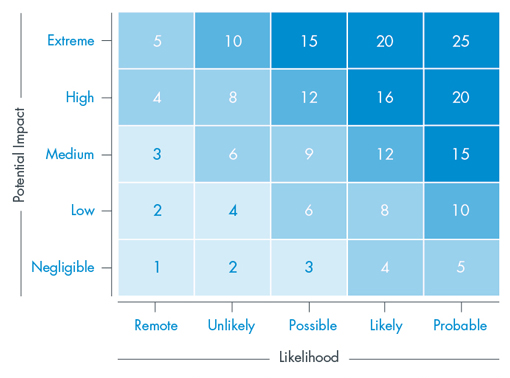 Potential Impact
Extreme 5 10 15 20 25
High 4 8 12 16 20
Medium 3 6 9 12 15
Low 2 4 6 8 10
Negligible 1 2 3 4 5
Remote Unlikely Possible Likely Probable
Likelihood